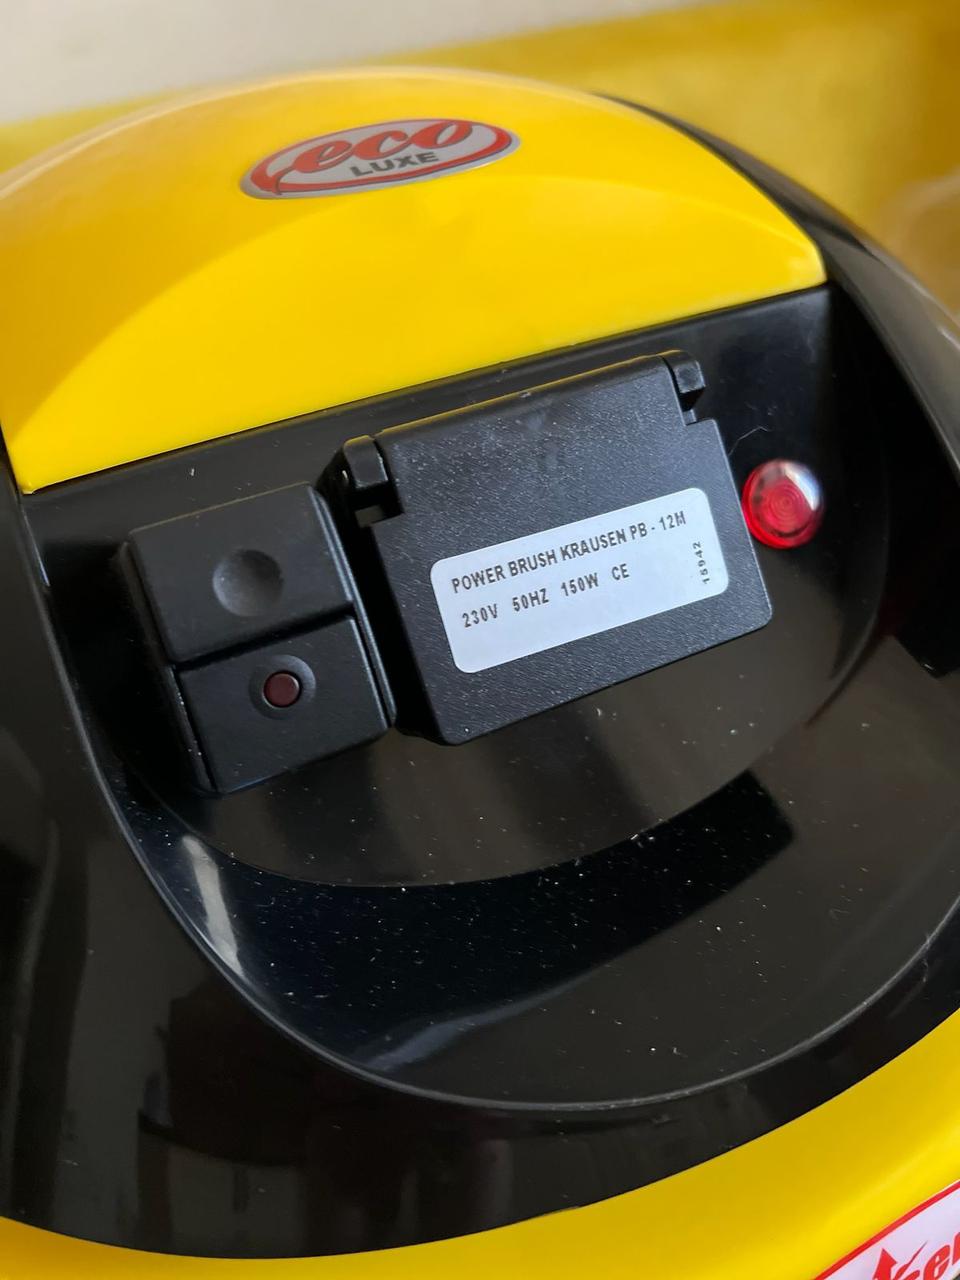 eco
LUXE
POWER BRUSH KRAUSEN PB - 12M
230V 50HZ 150W CE
15942